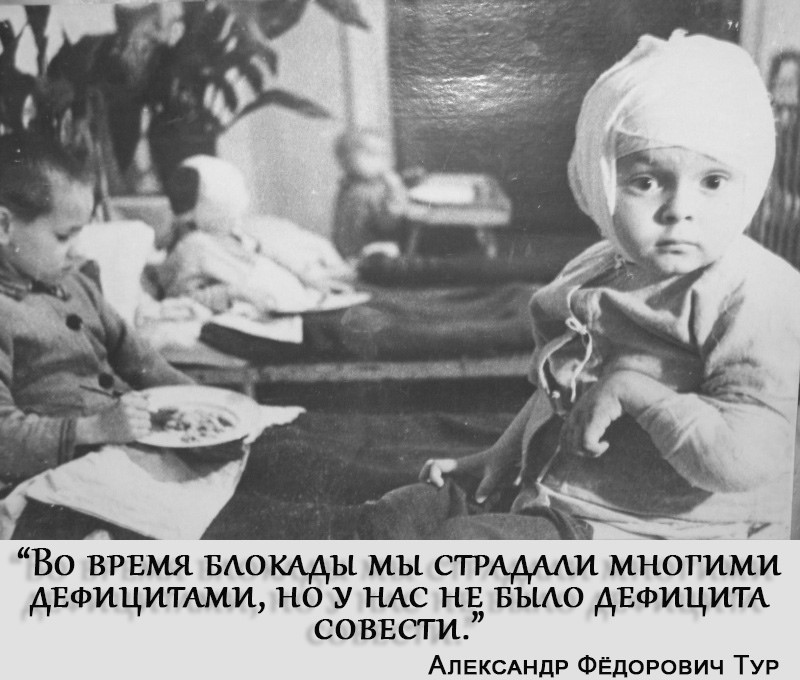 “Во время блокады мы страдали многими
дефицитами, но у нас не было дефицита
совести.”
Александр Фёдорович Тур